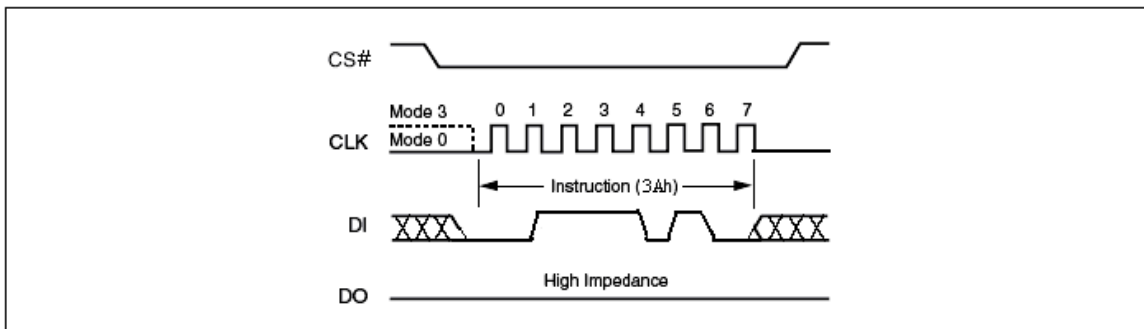 CS#
Mode 3
0 1 2 3 4 5 6 7
CLK
Mode 0
Instruction (3Ah)
DI
High Impedance
DO